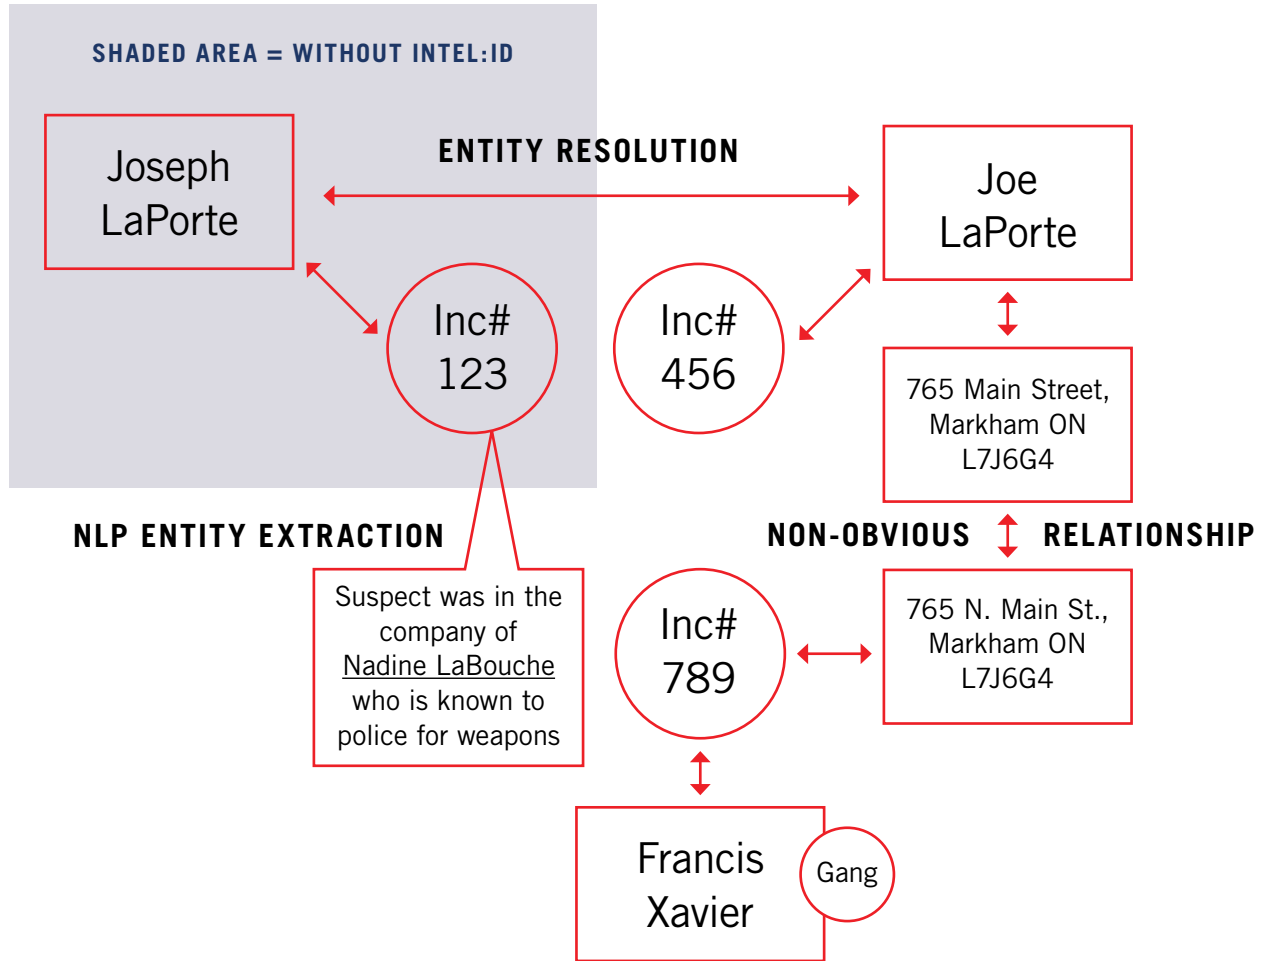 SHADED AREA = WITHOUT INTEL:ID
Joseph
LaPorte
ENTITY RESOLUTION
Joe
LaPorte
Inc#
123
Inc#
456
765 Main Street,
Markham ON
L7J6G4
NLP ENTITY EXTRACTION
NON-OBVIOUS RELATIONSHIP
Suspect was in the
company of
Nadine LaBouche
who is known to
police for weapons
Inc#
789
765 N. Main St.,
Markham ON
L7J6G4
Francis
Xavier
Gang